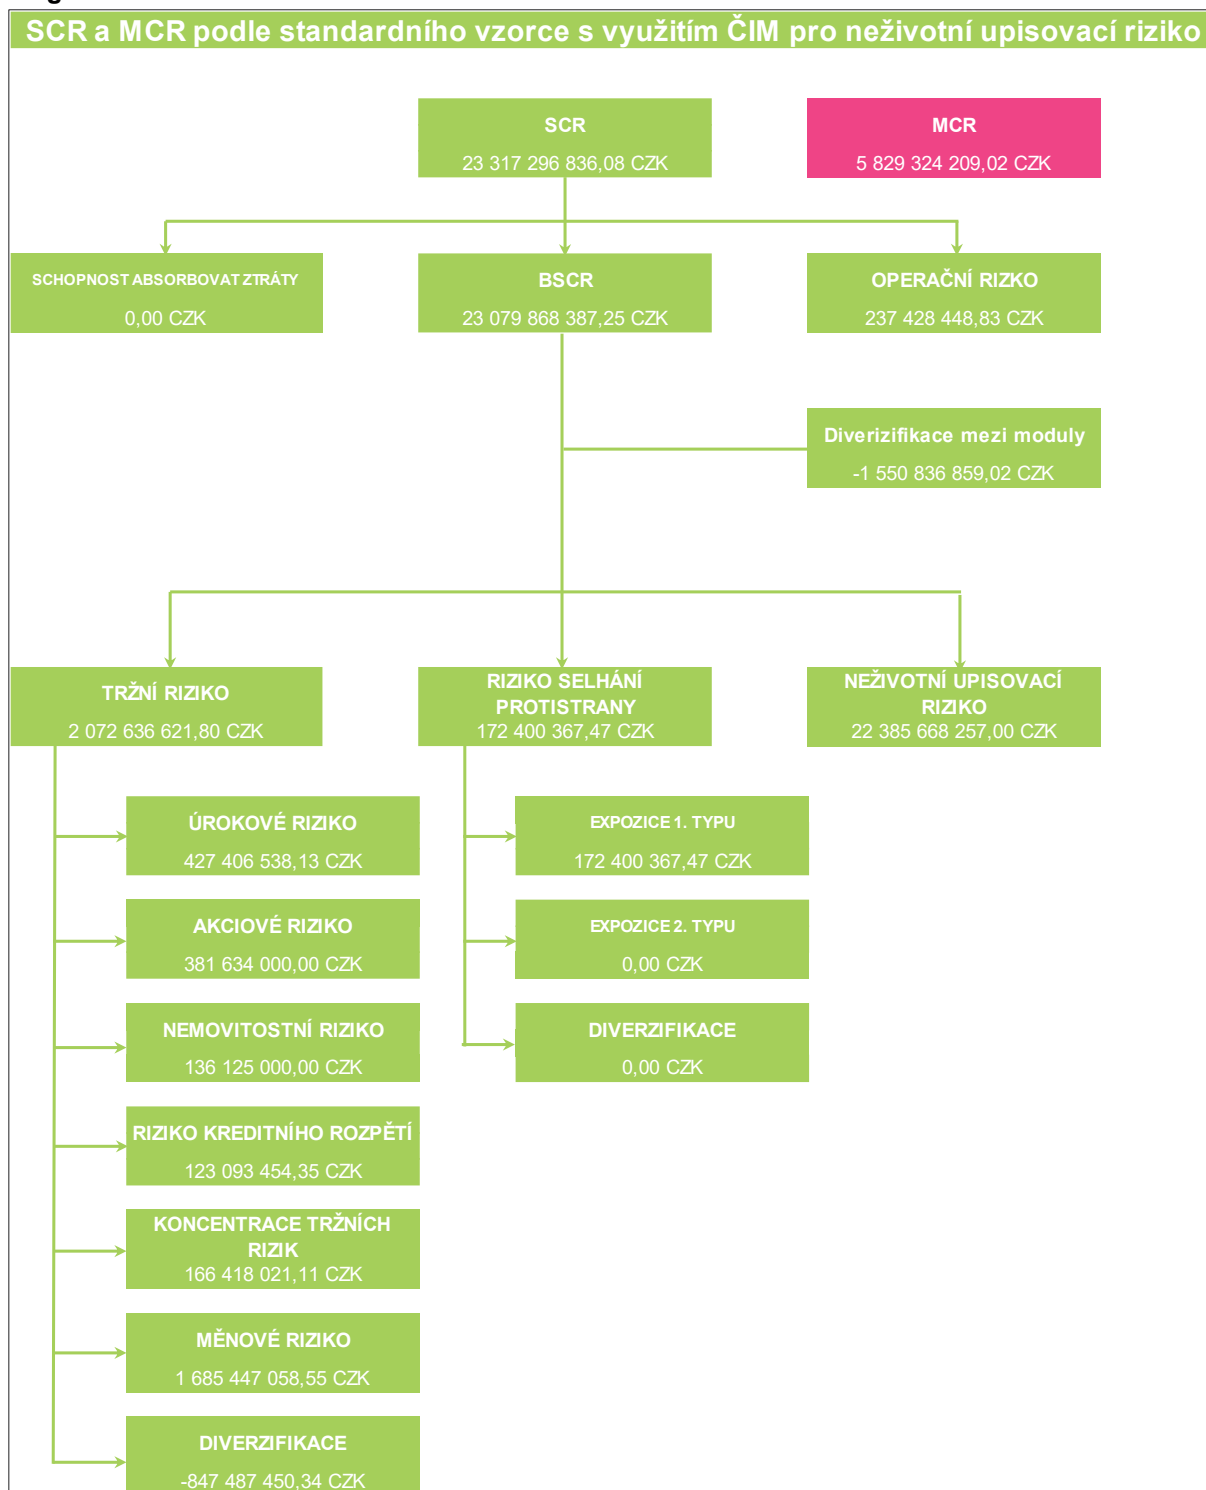 SCR a MCR podle standardního vzorce s využitím ČIM pro neživotní upisovací riziko
SCR
23 317 296 836,08 CZK
MCR
5 829 324 209,02 CZK
SCHOPNOST ABSORBOVAT ZTRÁTY
0,00 CZK
BSCR
23 079 868 387,25 CZK
OPERAČNÍ RIZKO
237 428 448,83 CZK
Diverizifikace mezi moduly
-1 550 836 859,02 CZK
TRŽNÍ RIZIKO
2 072 636 621,80 CZK
RIZIKO SELHÁNÍ
PROTISTRANY
172 400 367,47 CZK
NEŽIVOTNÍ UPISOVACÍ
RIZIKO
22 385 668 257,00 CZK
ÚROKOVÉ RIZIKO
427 406 538,13 CZK
EXPOZICE 1. TYPU
172 400 367,47 CZK
AKCIOVÉ RIZIKO
381 634 000,00 CZK
EXPOZICE 2. TYPU
0,00 CZK
NEMOVITOSTNÍ RIZIKO
136 125 000,00 CZK
DIVERZIFIKACE
0,00 CZK
RIZIKO KREDITNÍHO ROZPĚTÍ
123 093 454,35 CZK
KONCENTRACE TRŽNÍCH
RIZIK
166 418 021,11 CZK
MĚNOVÉ RIZIKO
1 685 447 058,55 CZK
DIVERZIFIKACE
-847 487 450,34 CZK